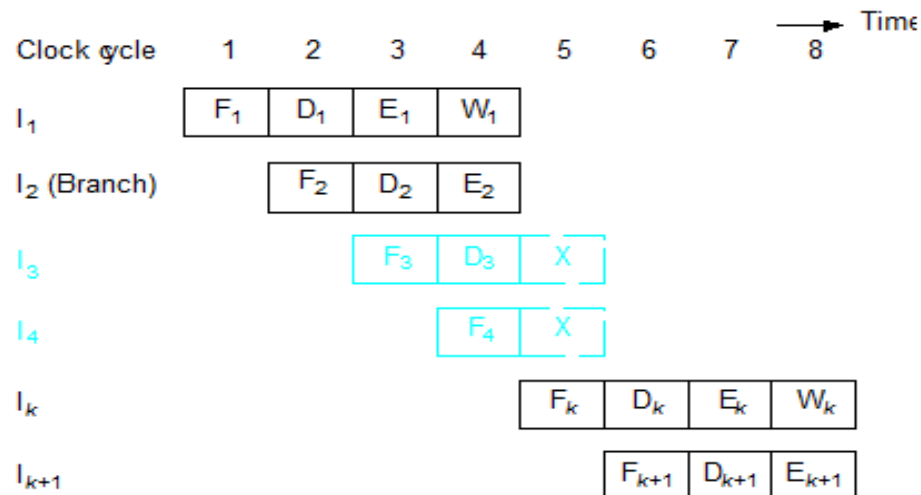 Time
Clock cycle 1 2 3 4 5 6 7 8
I1 F1 D1 E1 W1
I2 (Branch) F2 D2 E2
I3 F3 D3 X
I4 F4 X
Ik Fk Dk Ek Wk
Ik+1 Fk+1 Dk+1 Ek+1